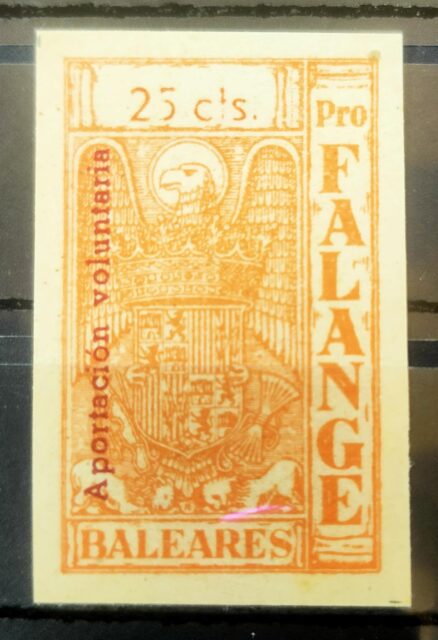 25 cts.
Pro
FALANGE
Aportación voluntaria
BALEARES